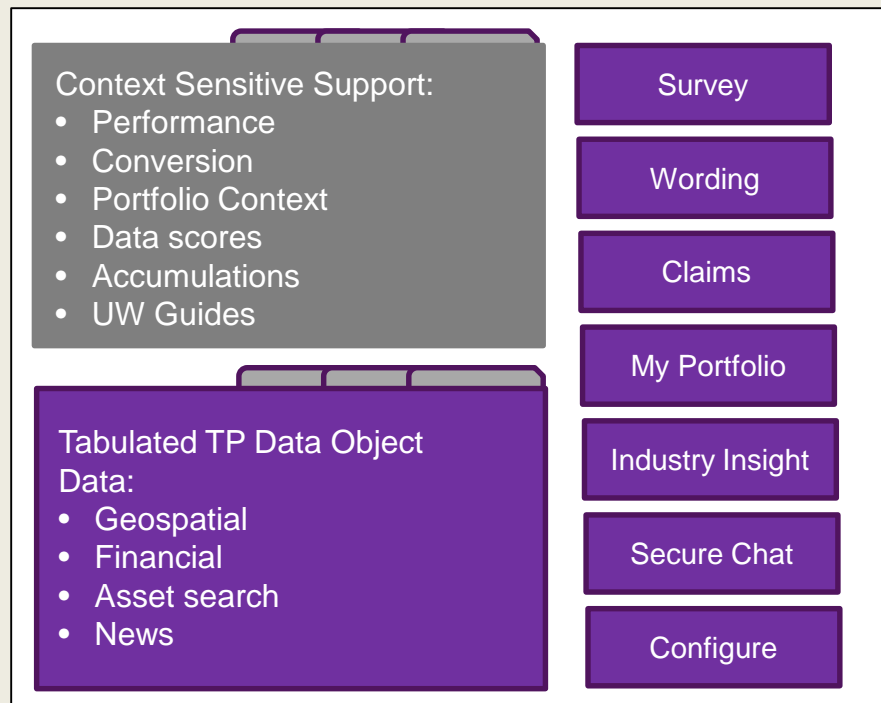 Context Sensitive Support:
• Performance
• Conversion
• Portfolio Context
• Data scores
• Accumulations
• UW Guides
Tabulated TP Data Object
Data:
• Geospatial
• Financial
• Asset search
• News
Survey
Wording
Claims
My Portfolio
Industry Insight
Secure Chat
Configure